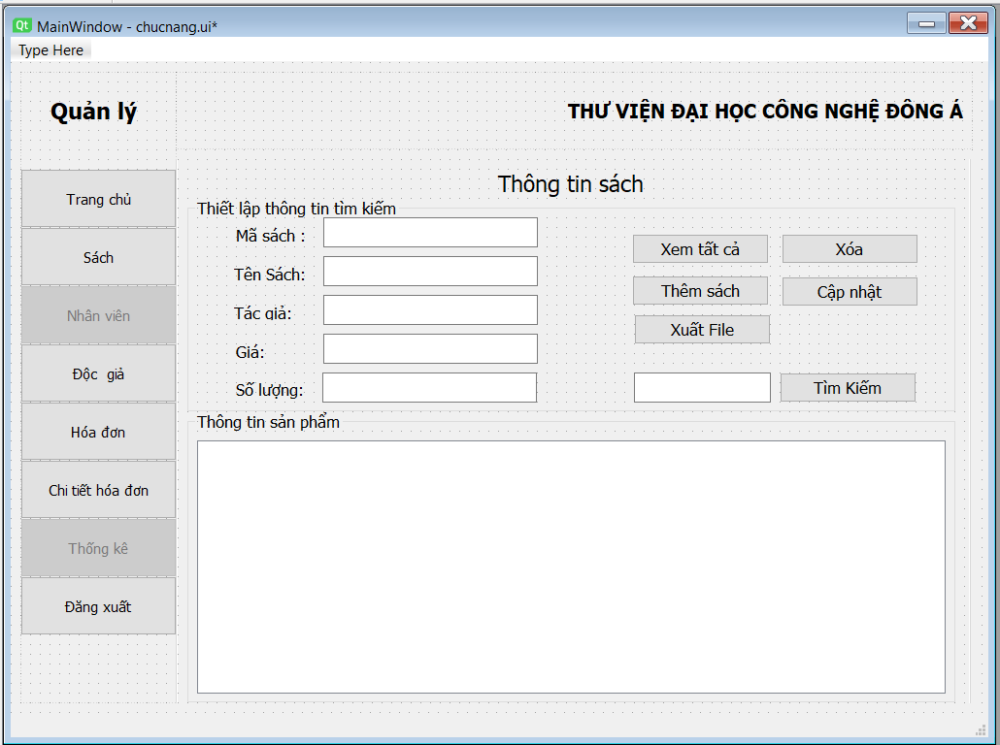 MainWindow - chucnang.ui*
Type Here
Quản lý
THƯ VIỆN ĐẠI HỌC CÔNG NGHỆ ĐÔNG Á
Trang chủ
Sách
Nhân viên
Độc  giả
Hóa đơn
Chi tiết hóa đơn
Thống kê
Đăng xuất
Thông tin sách
Thiết lập thông tin tìm kiếm
Mã sách :
Tên Sách:
Tác giả:
Giá:
Số lượng:
Xem tất cả
Xóa
Thêm sách
Cập nhật
Xuất File
Tìm Kiếm
Thông tin sản phẩm